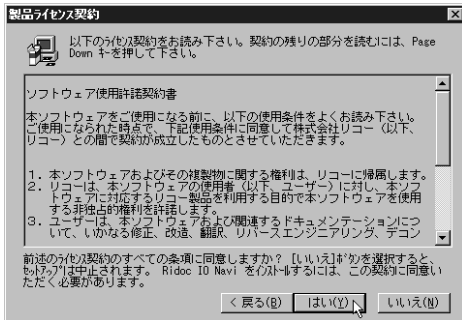 製品ライセンス契約
以下のﾗｲｾﾝｽ契約をお読み下さい。契約の残りの部分を読むには、Page
Down ｷｰを押して下さい。
ソフトウェア使用許諾契約書
本ソフトウェアをご使用になる前に、以下の使用条件をよくお読み下さい。
ご使用になられた時点で、下記使用条件に同意して株式会社リコー（以下、
リコー）との間で契約が成立したものとさせていただきます。
1．本ソフトウェアおよびその複製物に関する権利は、リコーに帰属します。
2．リコーは、本ソフトウェアの使用者（以下、ユーザー）に対し、本ソフ
トウェアに対応するリコー製品を利用する目的で本ソフトウェアを使用
する非独占的権利を許諾します。
3．ユーザーは、本ソフトウェアおよび関連するドキュメンテーションにつ
いて、いかなる修正、改造、翻訳、リバースエンジニアリング、デコン
前述のﾗｲｾﾝｽ契約のすべての条項に同意しますか？ [いいえ]ﾎﾞﾀﾝを選択すると、
ｾｯﾄｱｯﾌﾟは中止されます。 Ridoc IO Navi をｲﾝｽﾄｰﾙするには、この契約に同意い
ただく必要があります。
< 戻る(B) はい(Y) いいえ(N)